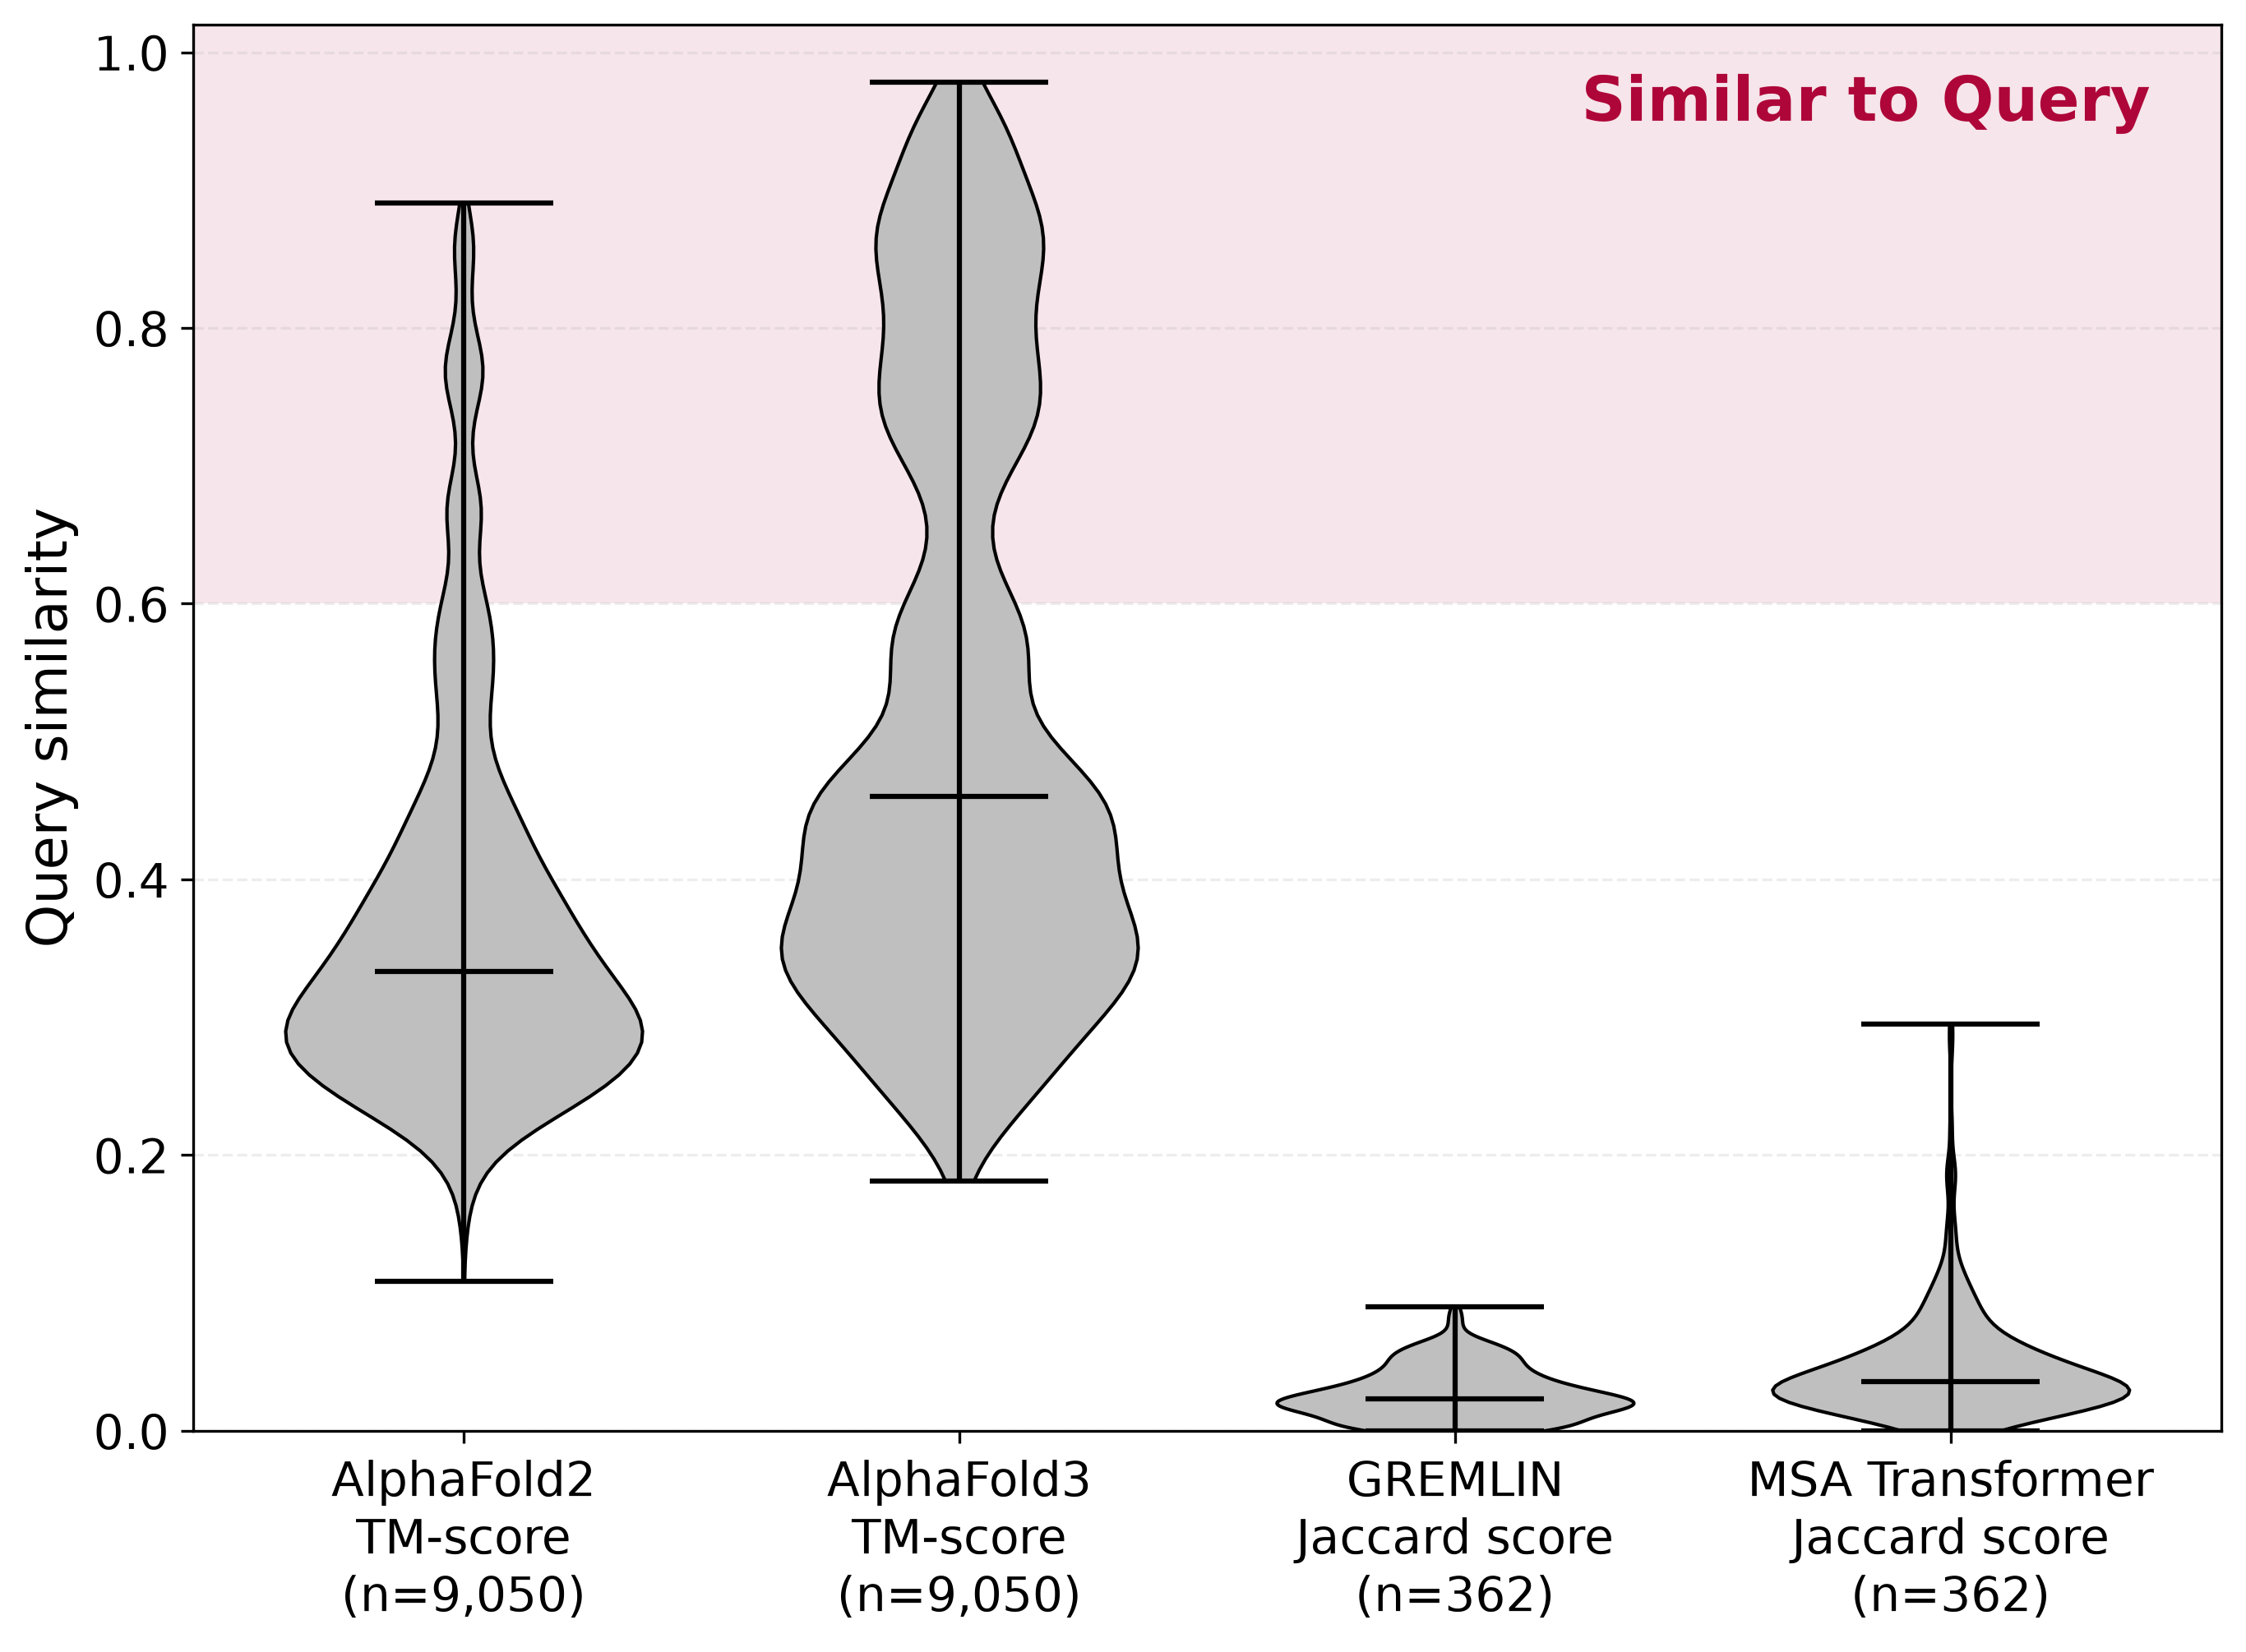 Similar to Query
Query similarity
1.0
0.8
0.6
0.4
0.2
0.0
AlphaFold2
TM-score
(n=9,050)
AlphaFold3
TM-score
(n=9,050)
GREMLIN
Jaccard score
(n=362)
MSA Transformer
Jaccard score
(n=362)